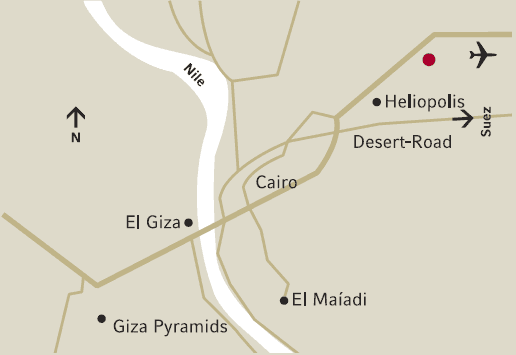 Nile
Heliopolis
Suez
N
Desert-Road
Cairo
El Giza
El Maíadi
Giza Pyramids